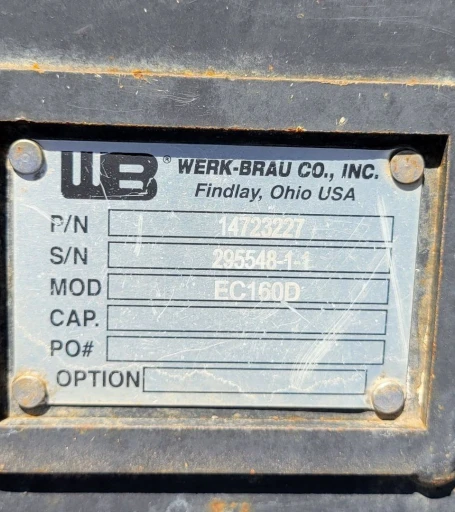 WB ® WERK-BRAU CO., INC.
Findlay, Ohio USA
P/N 14723227
S/N 295548-1-1
MOD EC160D
CAP.
PO#
OPTION